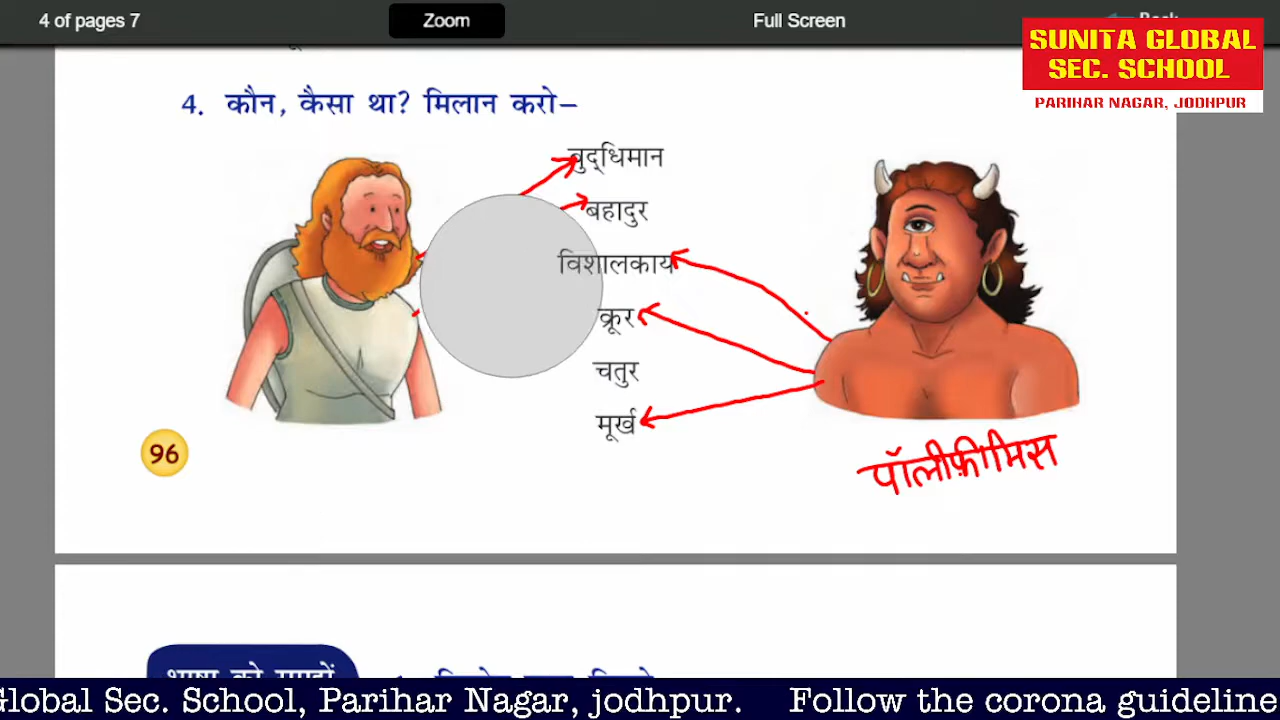 4 of pages 7
Zoom
Full Screen
SUNITA GLOBAL
SEC. SCHOOL
PARIHAR NAGAR, JODHPUR
4. कौन, कैसा था? मिलान करो–
बुद्धिमान
बहादुर
विशालकाय
क्रूर
चतुर
मूर्ख
96
पॉलीफ़ीमिस
भाषा को समझों
Global Sec. School, Parihar Nagar, jodhpur. Follow the corona guideline